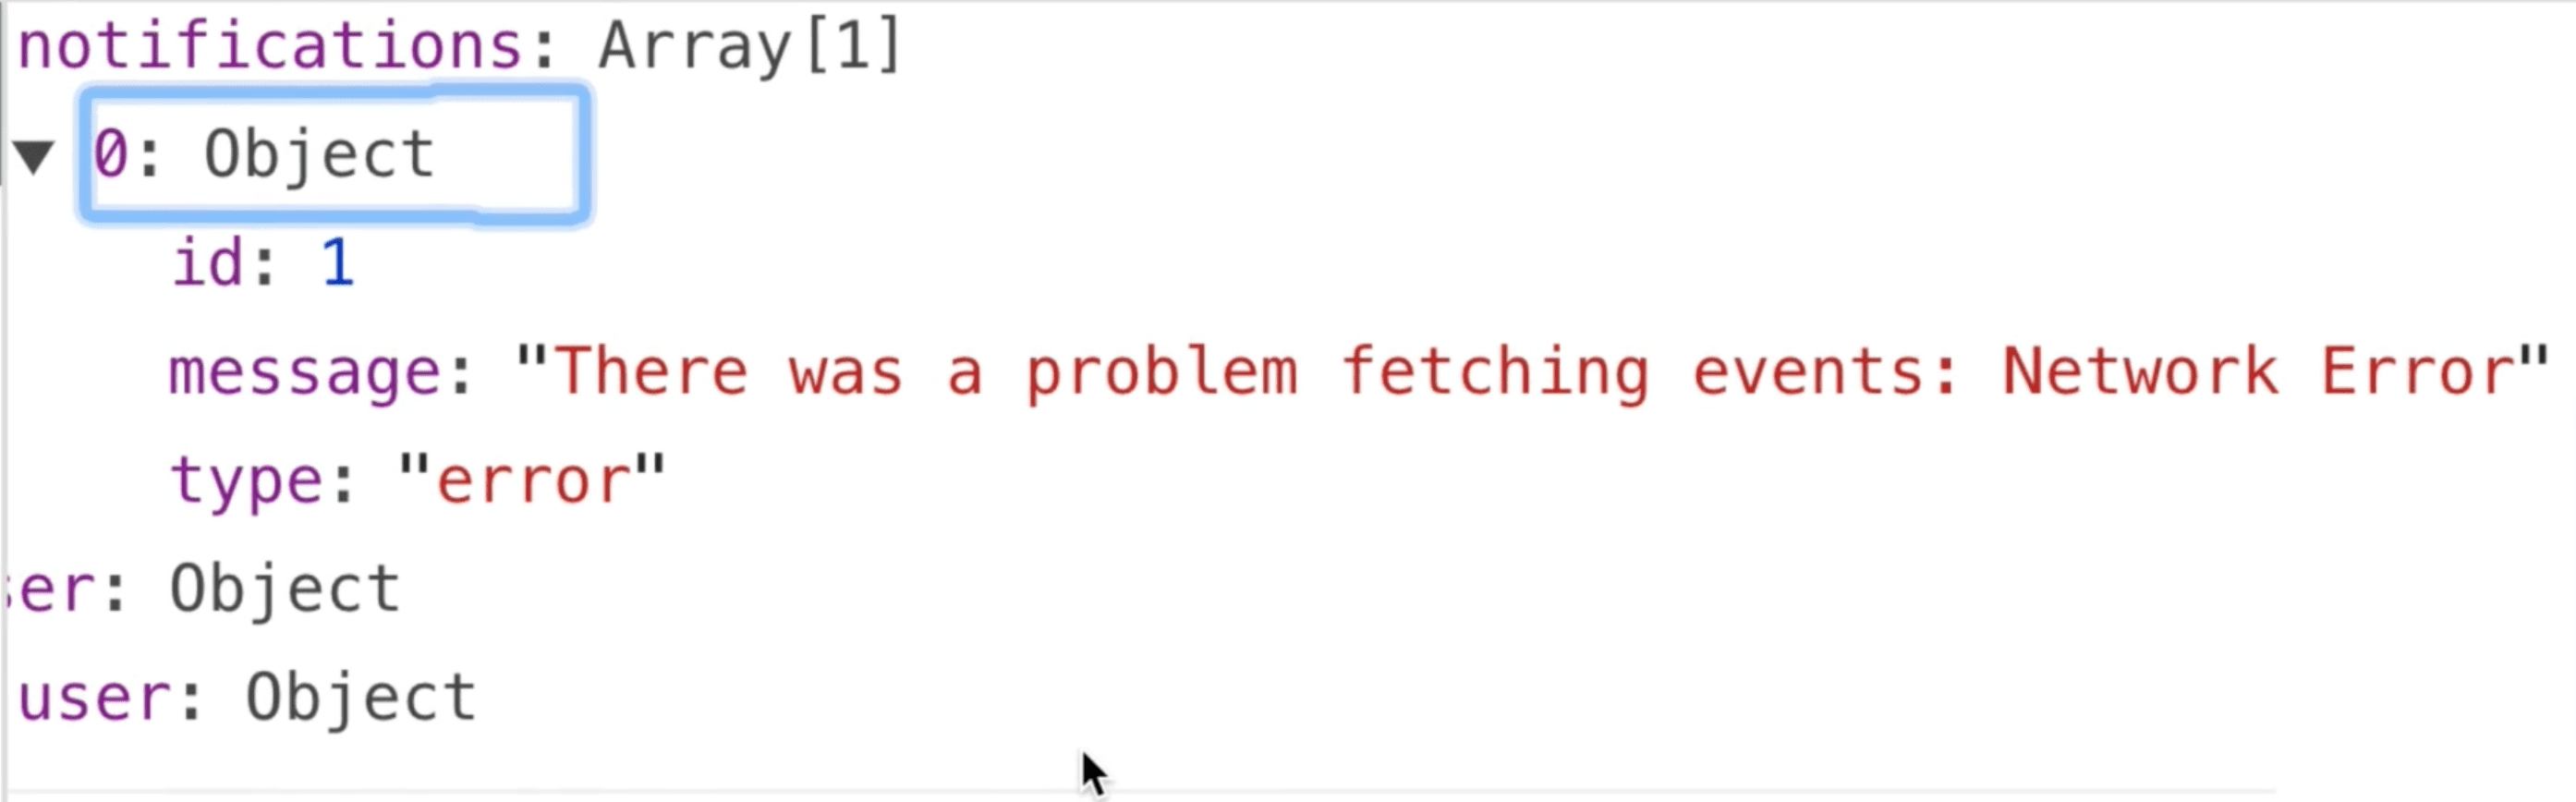 notifications: Array[1]
0: Object
id: 1
message: "There was a problem fetching events: Network Error"
type: "error"
er: Object
user: Object